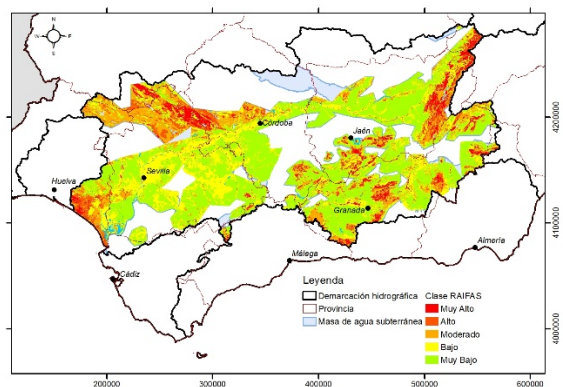 N
W
E
S
4200000
4100000
4000000
Córdoba
Jaén
Sevilla
Huelva
Granada
Málaga
Almería
Cádiz
Leyenda
Demarcación hidrográfica
Provincia
Masa de agua subterránea
Clase RAIFAS
Muy Alto
Alto
Moderado
Bajo
Muy Bajo
200000 300000 400000 500000 600000